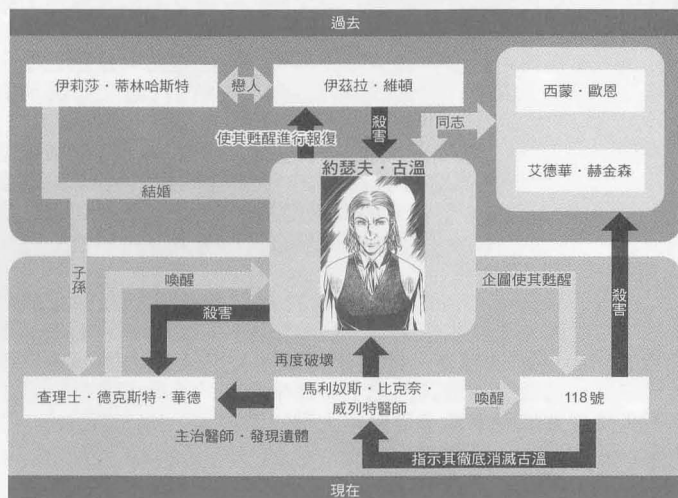 過去
伊莉莎・蒂林哈斯特
戀人
伊茲拉・維頓
西蒙・歐恩
同志
殺害
使其甦醒進行報復
約瑟夫・古溫
艾德華・赫金森
結婚
子孫
喚醒
企圖使其甦醒
殺害
殺害
再度破壞
查理士・德克斯特・華德
馬利奴斯・比克奈・
威列特醫師
喚醒
118號
主治醫師・發現遺體
指示其徹底消滅古溫
現在